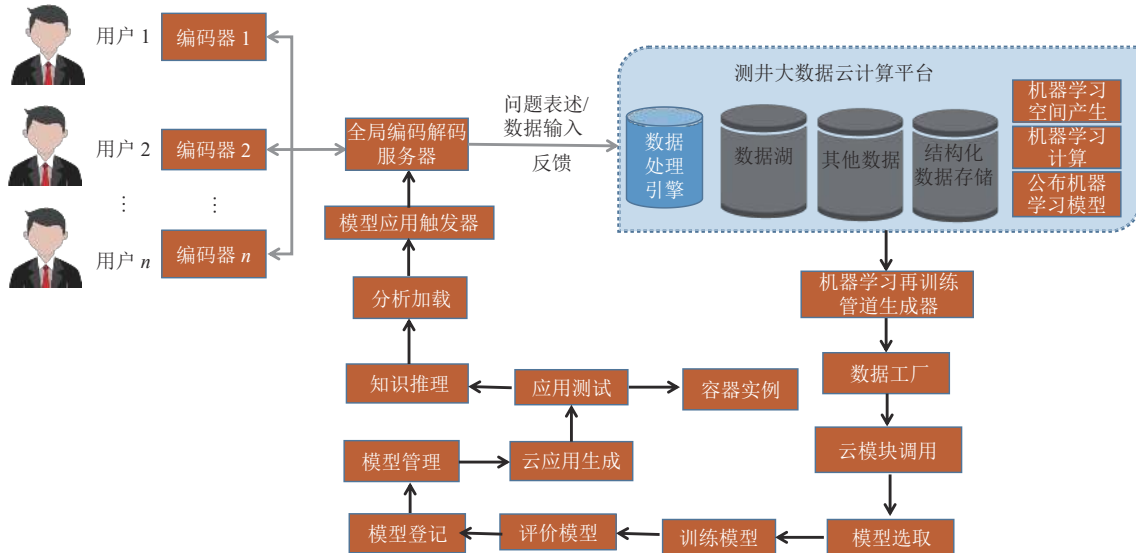 用户 1
编码器 1
用户 2
编码器 2
⋮
⋮
用户 n
编码器 n
全局编码解码
服务器
问题表述/
数据输入
反馈
测井大数据云计算平台
数据
处理
引擎
数据湖
其他数据
结构化
数据存储
机器学习
空间产生
机器学习
计算
公布机器
学习模型
模型应用触发器
分析加载
知识推理
应用测试
容器实例
模型管理
云应用生成
模型登记
评价模型
训练模型
模型选取
机器学习再训练
管道生成器
数据工厂
云模块调用